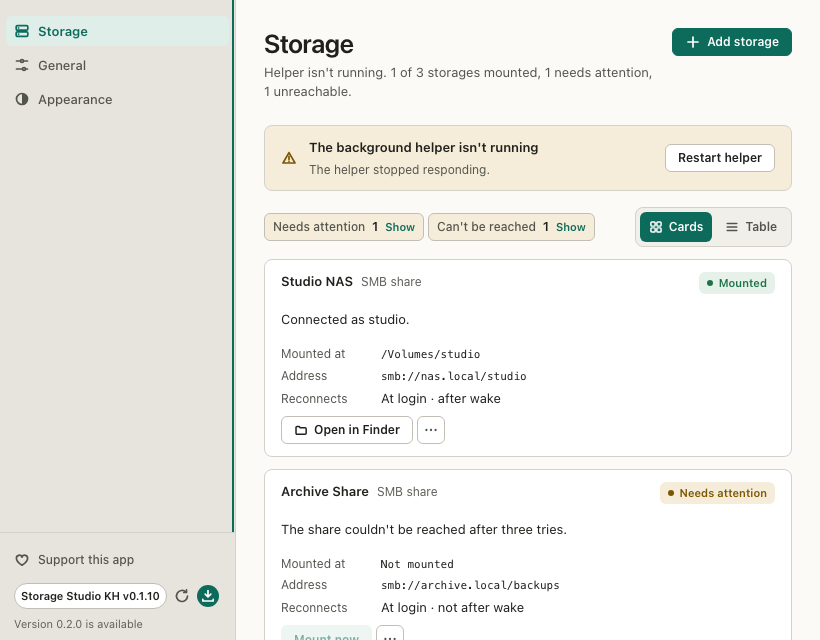 Storage
General
Appearance
Support this app
Storage Studio KH v0.1.10
Version 0.2.0 is available
Storage
Add storage
Helper isn't running. 1 of 3 storages mounted, 1 needs attention,
1 unreachable.
The background helper isn't running
The helper stopped responding.
Restart helper
Needs attention 1 Show
Can't be reached 1 Show
Cards
Table
Studio NAS SMB share
Mounted
Connected as studio.
Mounted at /Volumes/studio
Address smb://nas.local/studio
Reconnects At login · after wake
Open in Finder ···
Archive Share SMB share
Needs attention
The share couldn't be reached after three tries.
Mounted at Not mounted
Address smb://archive.local/backups
Reconnects At login · not after wake
Mount now ···